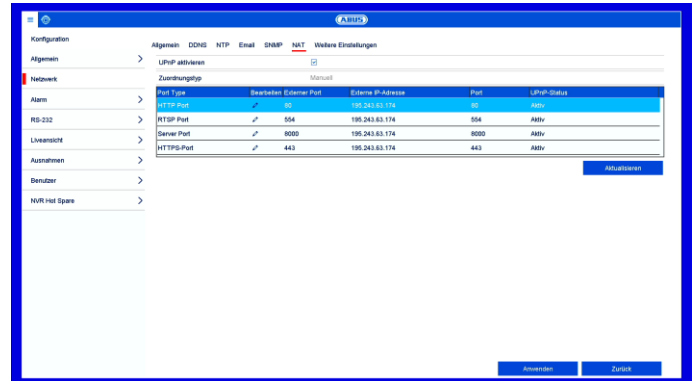 ABUS
Konfiguration
Allgemein
Netzwerk
Alarm
RS-232
Liveansicht
Ausnahmen
Benutzer
NVR Hot Spare
Allgemein DDNS NTP Email SNMP NAT Weitere Einstellungen
UPnP aktivieren
Zuordnungstyp Manuell
Port Type Bearbeiten Externer Port Externe IP-Adresse Port UPnP-Status
HTTP Port 80 195.243.63.174 80 Aktiv
RTSP Port 554 195.243.63.174 554 Aktiv
Server Port 8000 195.243.63.174 8000 Aktiv
HTTPS-Port 443 195.243.63.174 443 Aktiv
Aktualisieren
Anwenden Zurück